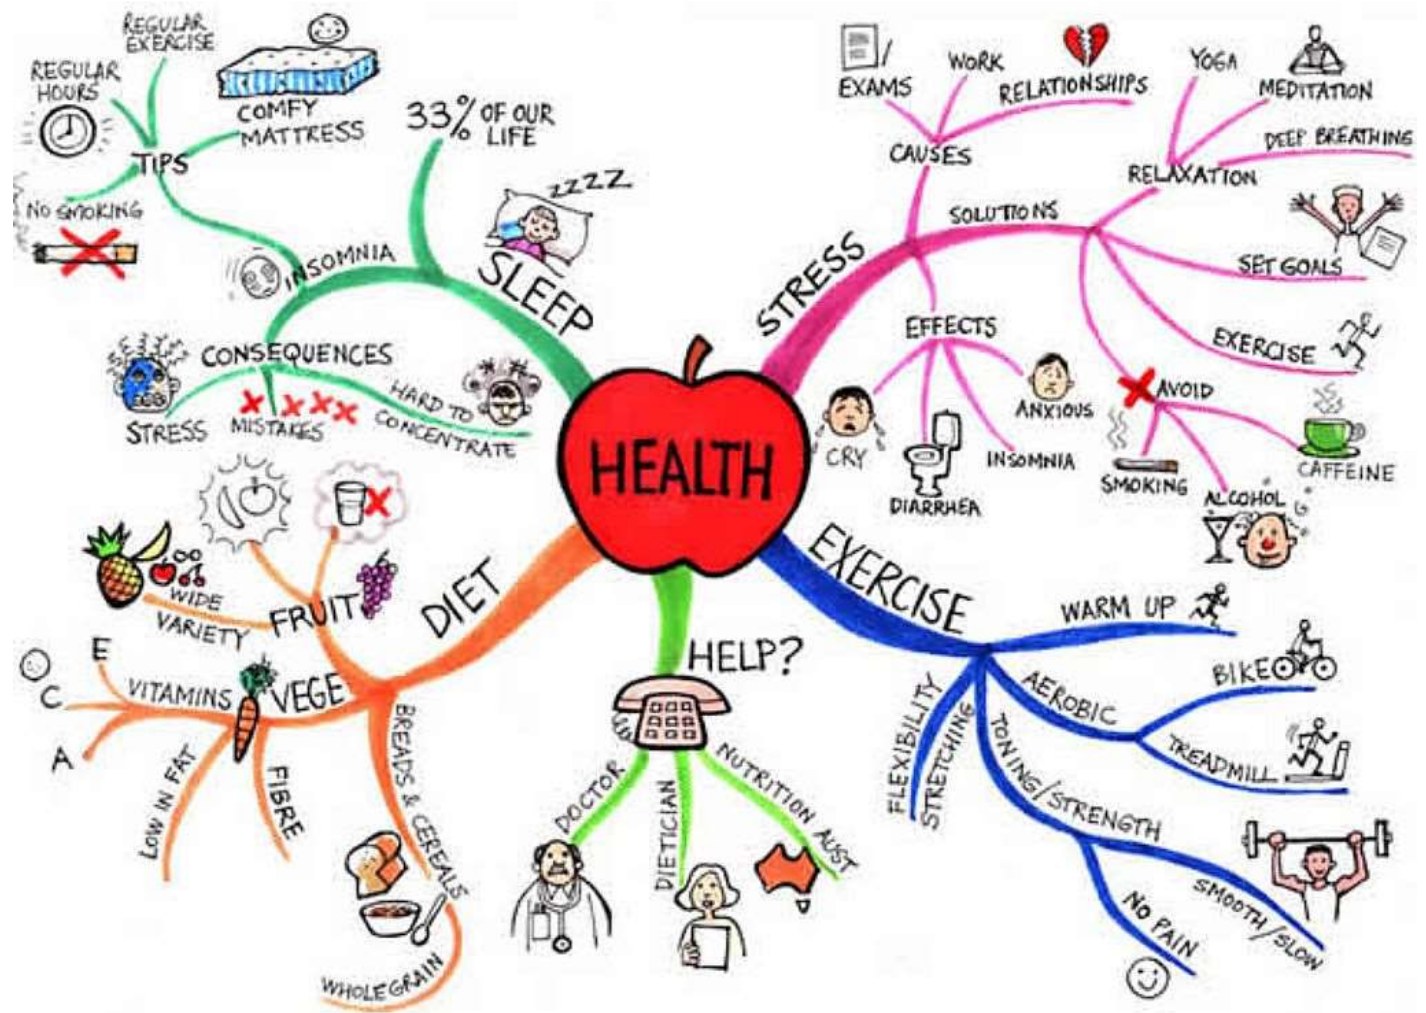 HEALTH
SLEEP
33% OF OUR
LIFE
ZZZZ
INSOMNIA
TIPS
REGULAR
EXERCISE
REGULAR
HOURS
COMFY
MATTRESS
NO SMOKING
CONSEQUENCES
STRESS
MISTAKES
HARD TO
CONCENTRATE
STRESS
CAUSES
EXAMS
WORK
RELATIONSHIPS
SOLUTIONS
RELAXATION
YOGA
MEDITATION
DEEP BREATHING
SET GOALS
EXERCISE
AVOID
SMOKING
ALCOHOL
CAFFEINE
EFFECTS
CRY
DIARRHEA
INSOMNIA
ANXIOUS
EXERCISE
WARM UP
AEROBIC
BIKE
TREADMILL
TONING/STRENGTH
SMOOTH/SLOW
NO PAIN
FLEXIBILITY
STRETCHING
HELP?
DOCTOR
DIETICIAN
NUTRITION AUST
DIET
FRUIT
WIDE
VARIETY
VEGE
VITAMINS
E
C
A
LOW IN FAT
FIBRE
BREADS & CEREALS
WHOLEGRAIN